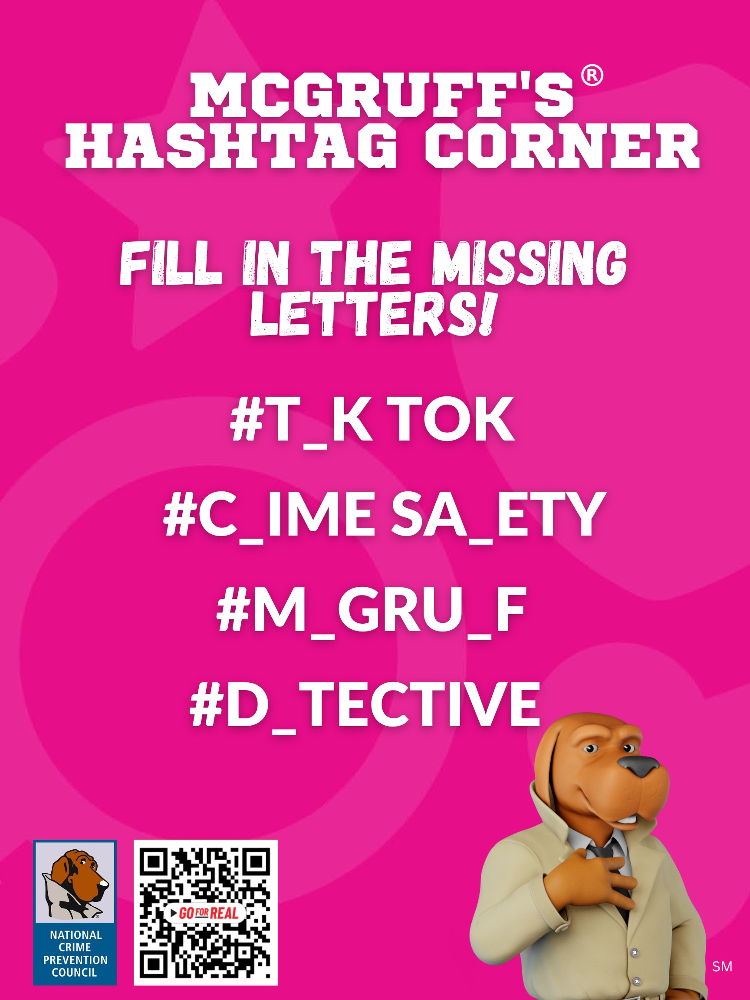 MCGRUFF'S®
HASHTAG CORNER
FILL IN THE MISSING
LETTERS!
#T_K TOK
#C_IME SA_ETY
#M_GRU_F
#D_TECTIVE
®
NATIONAL
CRIME
PREVENTION
COUNCIL
GO FOR REAL
SM